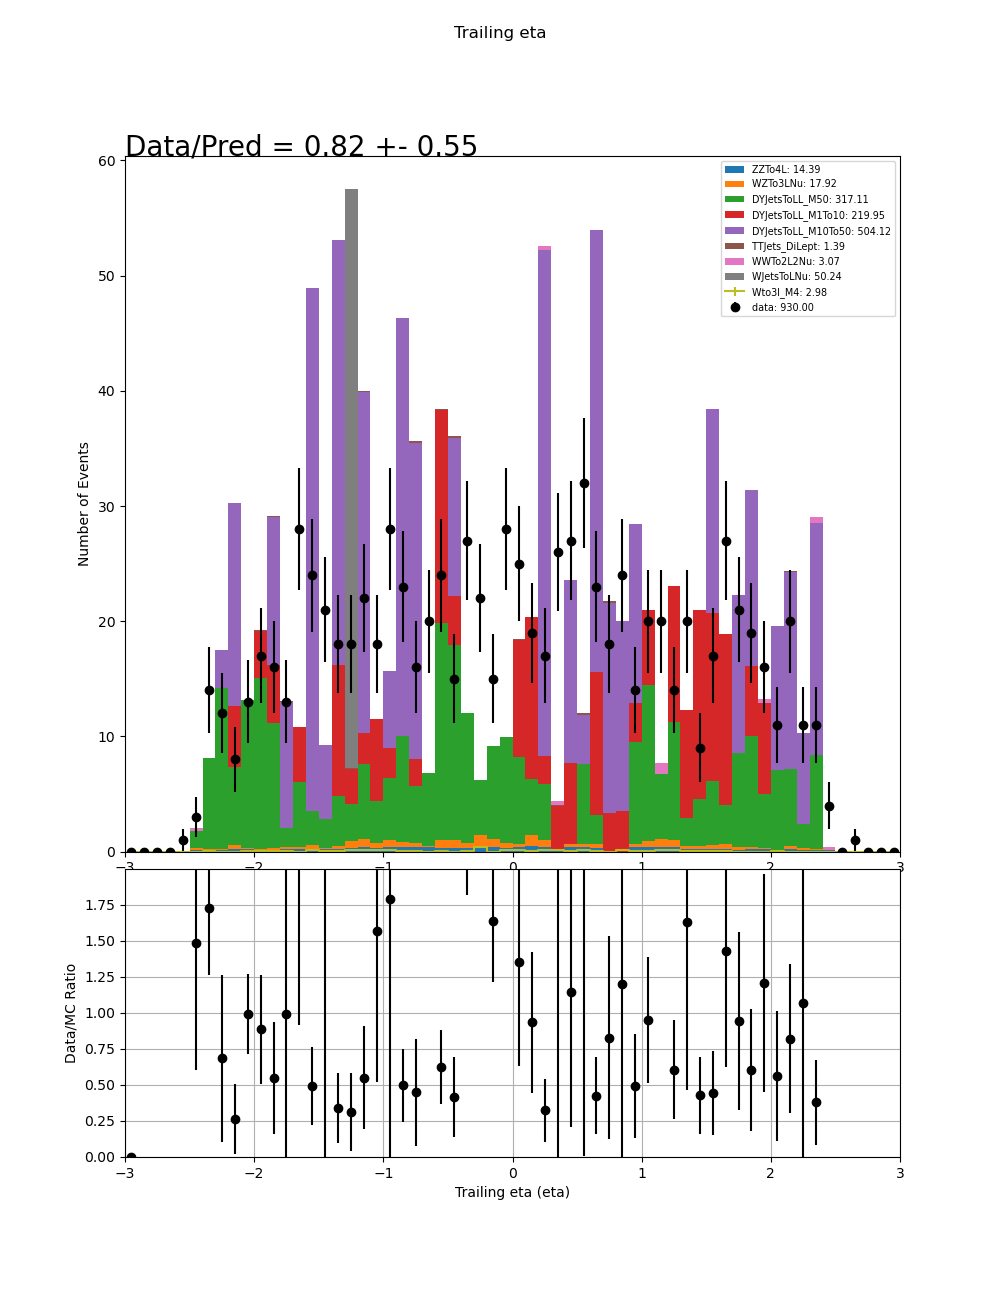 Trailing eta
Data/Pred = 0.82 +- 0.55
60
50
40
30
20
10
0
Number of Events
ZZTo4L: 14.39
WZTo3LNu: 17.92
DYJetsToLL_M50: 317.11
DYJetsToLL_M1To10: 219.95
DYJetsToLL_M10To50: 504.12
TTJets_DiLept: 1.39
WWTo2L2Nu: 3.07
WJetsToLNu: 50.24
Wto3l_M4: 2.98
data: 930.00
−3 −2 −1 0 1 2 3
1.75
1.50
1.25
1.00
0.75
0.50
0.25
0.00
Data/MC Ratio
−3 −2 −1 0 1 2 3
Trailing eta (eta)